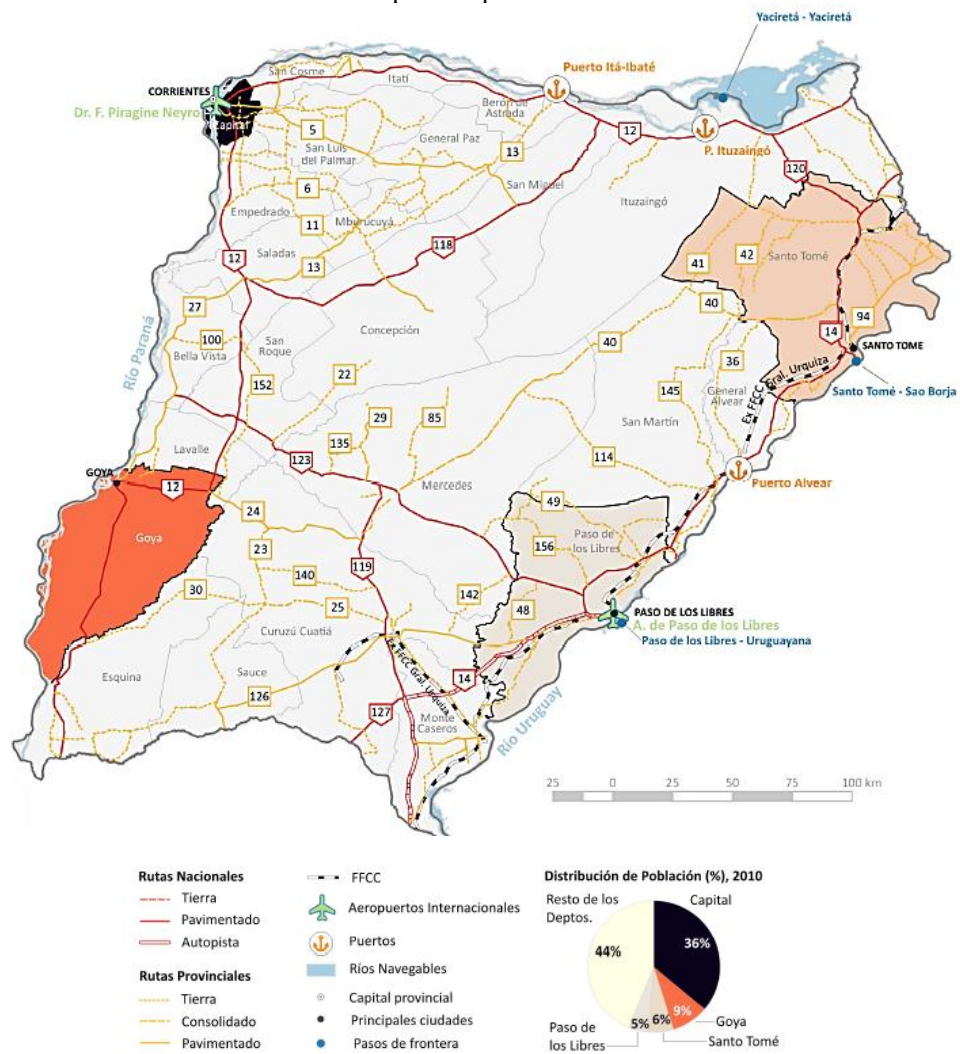 Yaciretá - Yaciretá
San Cosme
Itatí
Puerto Itá-Ibaté
CORRIENTES
Dr. F. Piragine Neyro
Capital
Berón de
Astrada
5
General Paz
12
P. Ituzaingó
San Luis
del Palmar
13
120
6
San Miguel
Ituzaingó
Empedrado
11
Mburucuyá
118
12
Saladas
13
41
42
Santo Tomé
27
40
94
Río Paraná
100
Bella Vista
San
Roque
Concepción
40
14
SANTO TOME
36
152
22
General
Alvear
Ex FFCC Gral. Urquiza
Santo Tomé - Sao Borja
145
29
85
San Martín
135
Lavalle
123
114
GOYA
12
Mercedes
Puerto Alvear
24
49
Goya
23
156
Paso de
los Libres
119
140
30
142
25
48
PASO DE LOS LIBRES
A. de Paso de los Libres
Curuzú Cuatiá
Paso de los Libres - Uruguayana
Ex FFCC Gral. Urquiza
Esquina
Sauce
14
126
127
Monte
Caseros
Río Uruguay
25 0 25 50 75 100 km
Rutas Nacionales
Tierra
Pavimentado
Autopista
Rutas Provinciales
Tierra
Consolidado
Pavimentado
FFCC
Aeropuertos Internacionales
Puertos
Ríos Navegables
Capital provincial
Principales ciudades
Pasos de frontera
Distribución de Población (%), 2010
Resto de los
Deptos.
Capital
44%
36%
9%
5%
6%
Goya
Paso de
los Libres
Santo Tomé